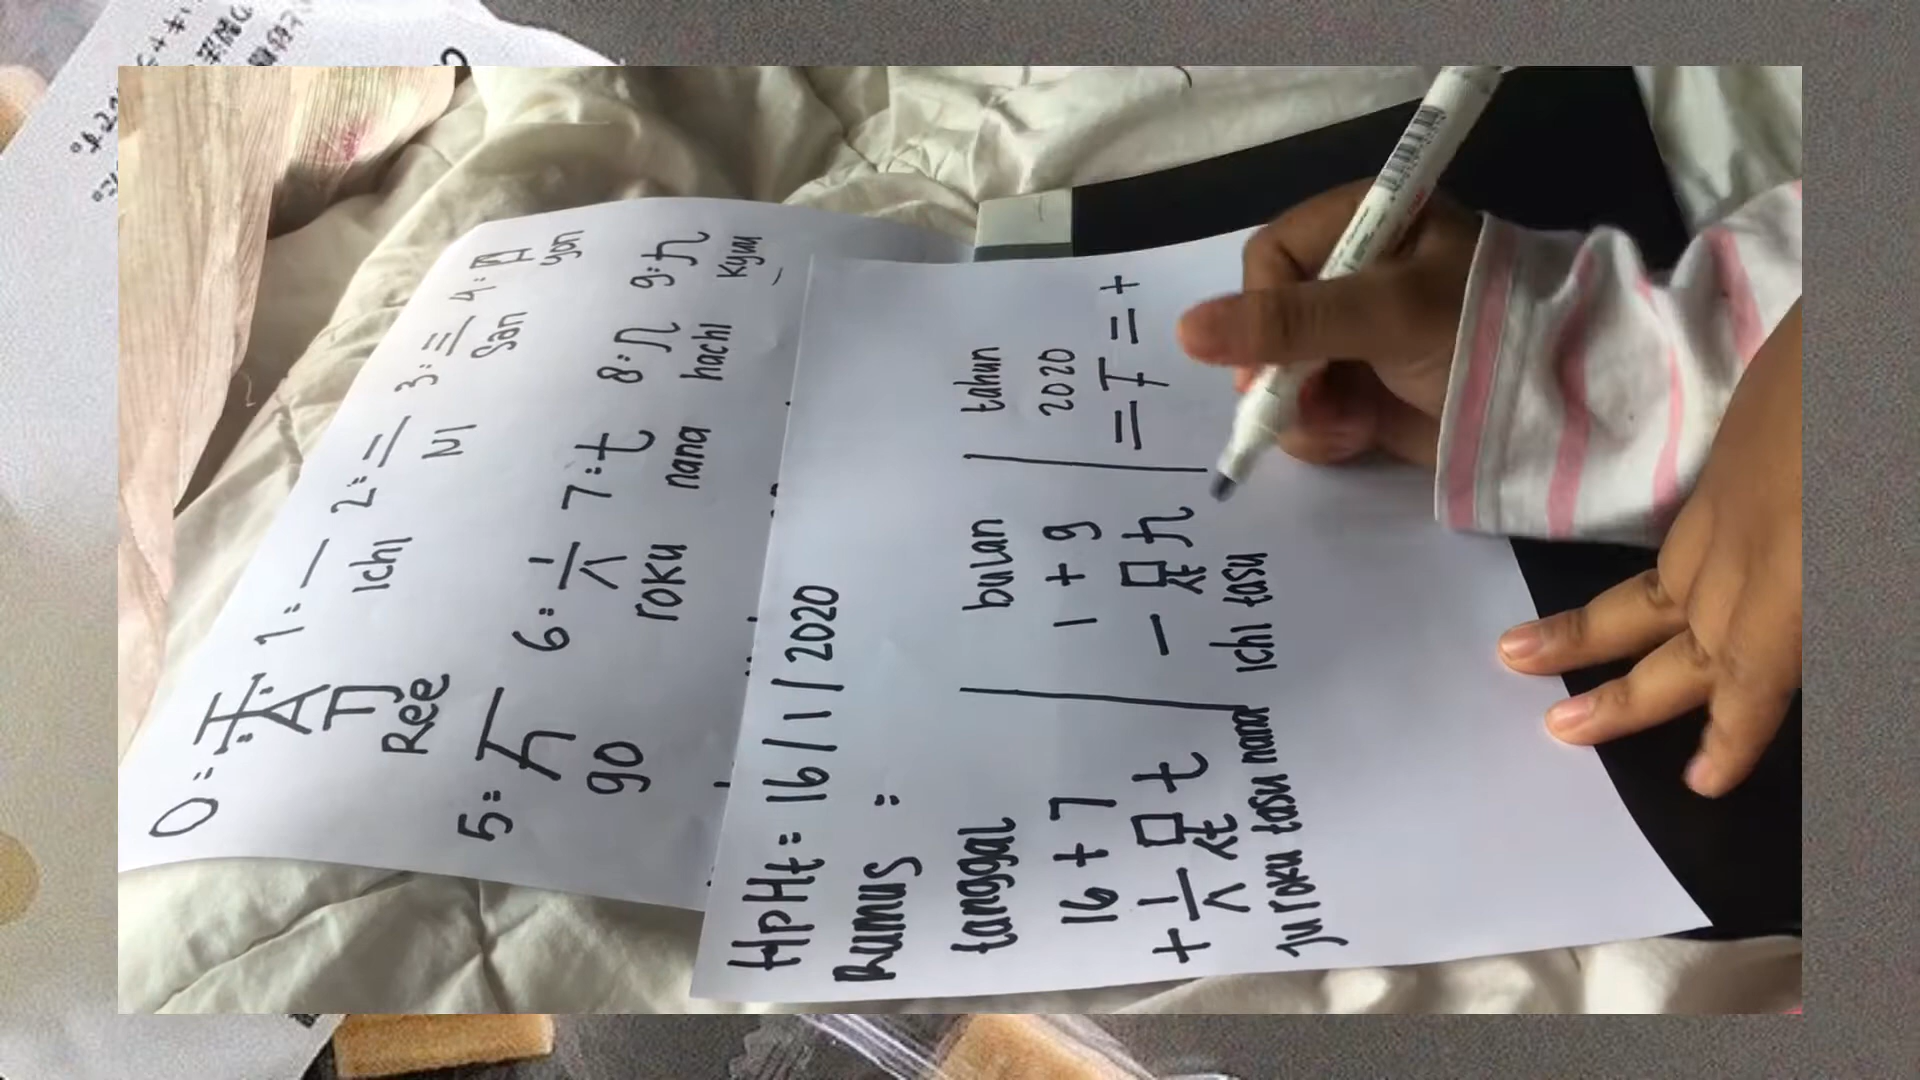 0 = 零 1 = 一 2 = 二 3 = 三 4 = 四
Ree Ichi Ni San yon
5 = 五 6 = 六 7 = 七 8 = 八 9 = 九
go roku nana hachi kyuu
HPHt = 16 / 1 / 2020
Rumus :
tanggal bulan tahun
16 + 7 1 + 9 2020
十六足七 一足九 二千二十
Ju roku tasu nana Ichi tasu